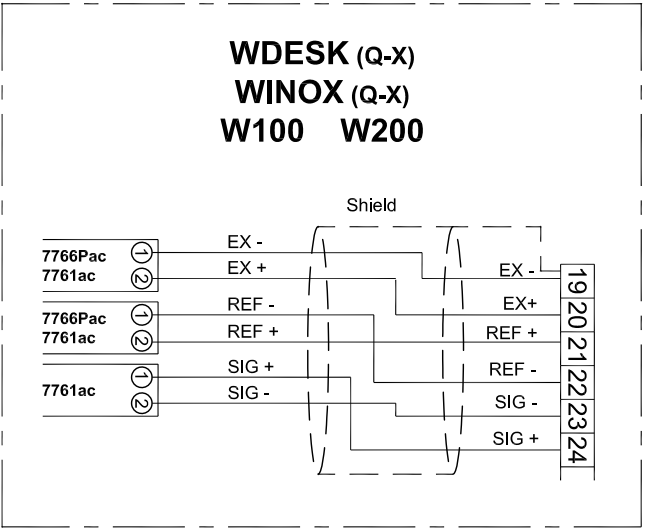 WDESK (Q-X)
WINOX (Q-X)
W100 W200
Shield
7766Pac
7761ac
1
2
EX -
EX +
7766Pac
7761ac
1
2
REF -
REF +
7761ac
1
2
SIG +
SIG -
EX -
19
EX+
20
REF +
21
REF -
22
SIG -
23
SIG +
24